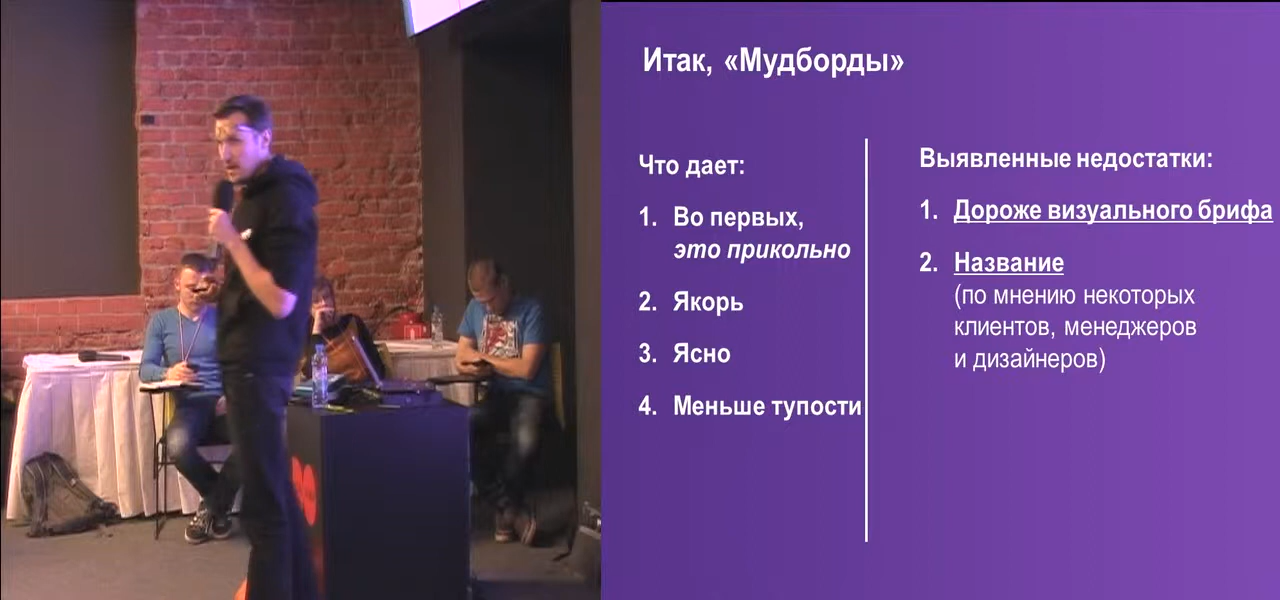 Итак, «Мудборды»
Что дает:
1. Во первых,
это прикольно
2. Якорь
3. Ясно
4. Меньше тупости
Выявленные недостатки:
1. Дороже визуального брифа
2. Название
(по мнению некоторых
клиентов, менеджеров
и дизайнеров)